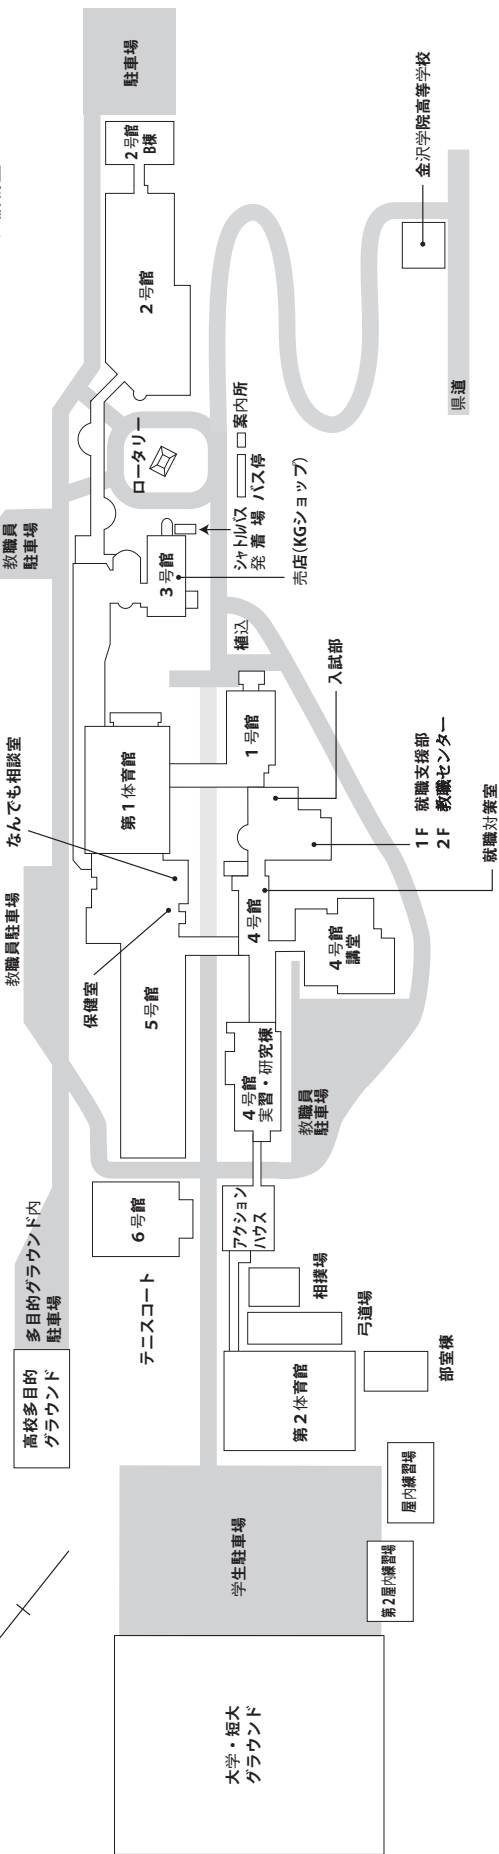 駐車場
2号館
B棟
2号館
金沢学院高等学校
県道
ロータリー
案内所
バス停
シャトルバス
発着場
売店(KGショップ)
3号館
教職員
駐車場
植込
入試部
1号館
第1体育館
なんでも相談室
1F 就職支援部
2F 教職センター
就職対策室
4号館
4号館
講堂
教職員駐車場
保健室
5号館
4号館
実習・研究棟
教職員
駐車場
6号館
アクション
ハウス
多目的グラウンド内
駐車場
テニスコート
相撲場
弓道場
高校多目的
グラウンド
第2体育館
部室棟
屋内練習場
学生駐車場
第2屋内練習場
大学・短大
グラウンド